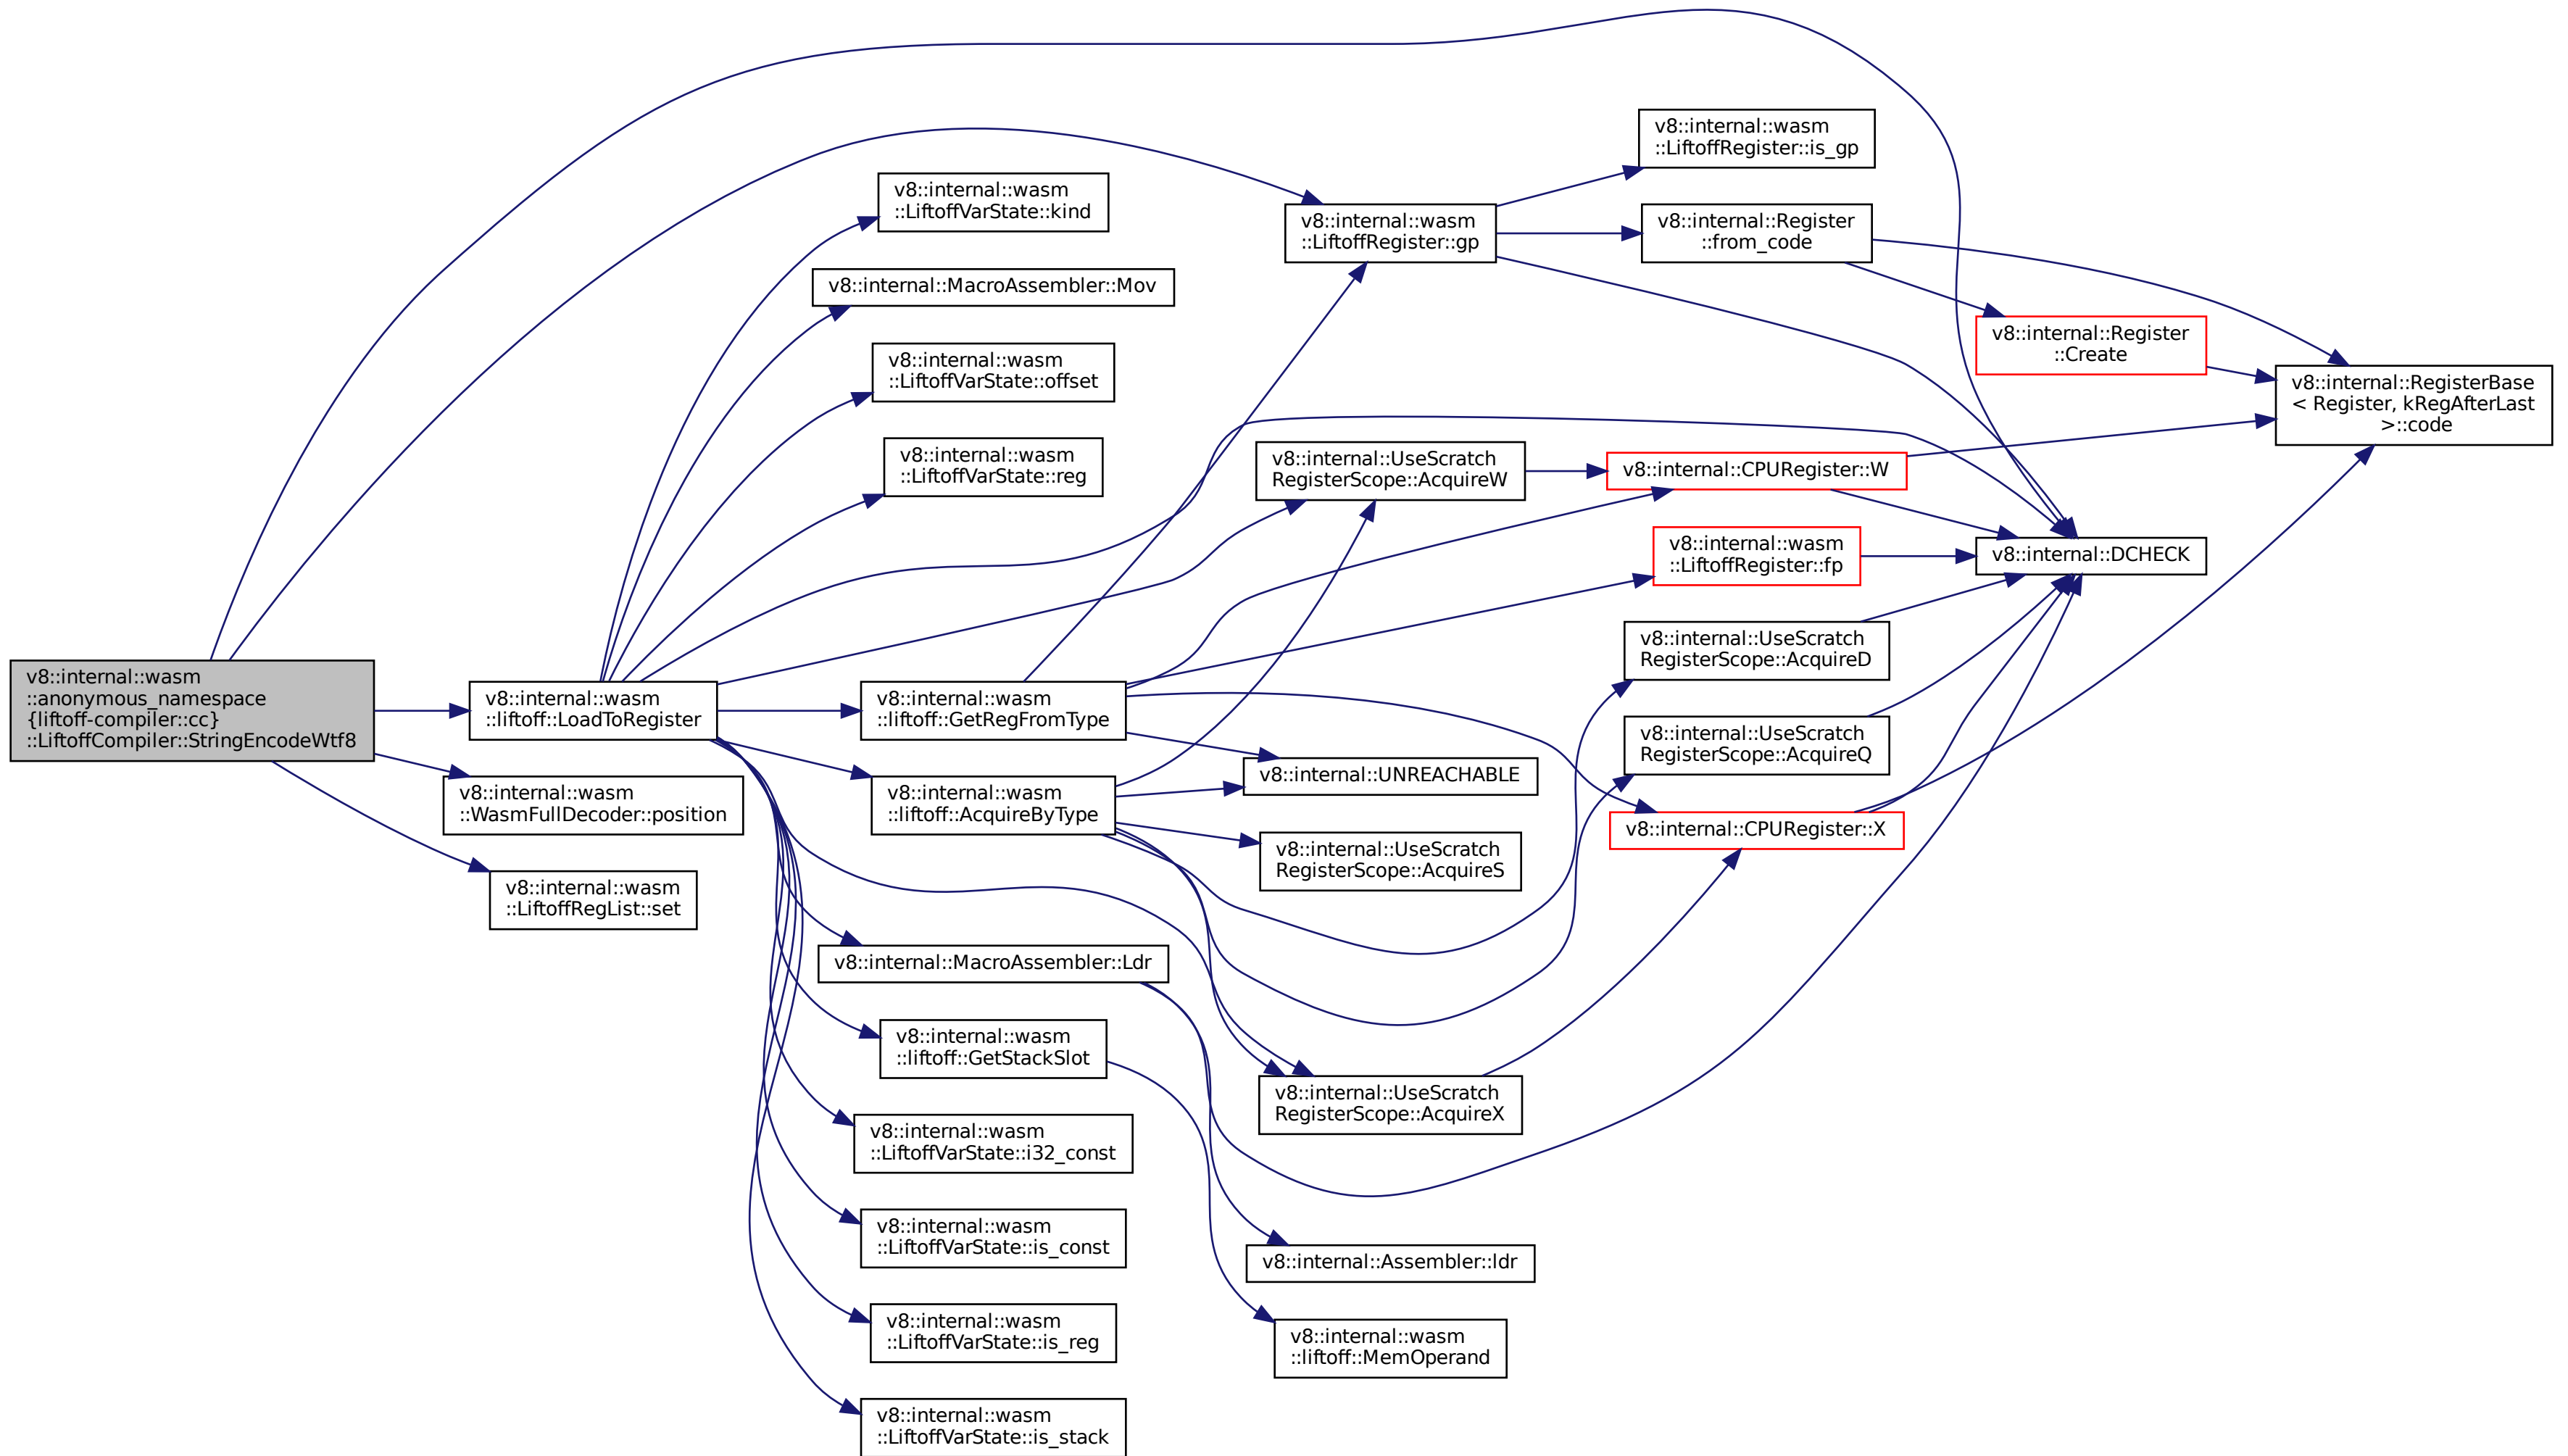 v8::internal::wasm
::anonymous_namespace
{liftoff-compiler::cc}
::LiftoffCompiler::StringEncodeWtf8
v8::internal::wasm
::liftoff::LoadToRegister
v8::internal::wasm
::WasmFullDecoder::position
v8::internal::wasm
::LiftoffRegList::set
v8::internal::wasm
::LiftoffVarState::kind
v8::internal::MacroAssembler::Mov
v8::internal::wasm
::LiftoffVarState::offset
v8::internal::wasm
::LiftoffVarState::reg
v8::internal::wasm
::liftoff::GetRegFromType
v8::internal::wasm
::liftoff::AcquireByType
v8::internal::MacroAssembler::Ldr
v8::internal::wasm
::liftoff::GetStackSlot
v8::internal::wasm
::LiftoffVarState::i32_const
v8::internal::wasm
::LiftoffVarState::is_const
v8::internal::wasm
::LiftoffVarState::is_reg
v8::internal::wasm
::LiftoffVarState::is_stack
v8::internal::wasm
::LiftoffRegister::gp
v8::internal::UseScratch
RegisterScope::AcquireW
v8::internal::UNREACHABLE
v8::internal::UseScratch
RegisterScope::AcquireS
v8::internal::UseScratch
RegisterScope::AcquireX
v8::internal::Assembler::ldr
v8::internal::wasm
::liftoff::MemOperand
v8::internal::wasm
::LiftoffRegister::is_gp
v8::internal::Register
::from_code
v8::internal::CPURegister::W
v8::internal::wasm
::LiftoffRegister::fp
v8::internal::UseScratch
RegisterScope::AcquireD
v8::internal::UseScratch
RegisterScope::AcquireQ
v8::internal::CPURegister::X
v8::internal::Register
::Create
v8::internal::DCHECK
v8::internal::RegisterBase
< Register, kRegAfterLast
>::code